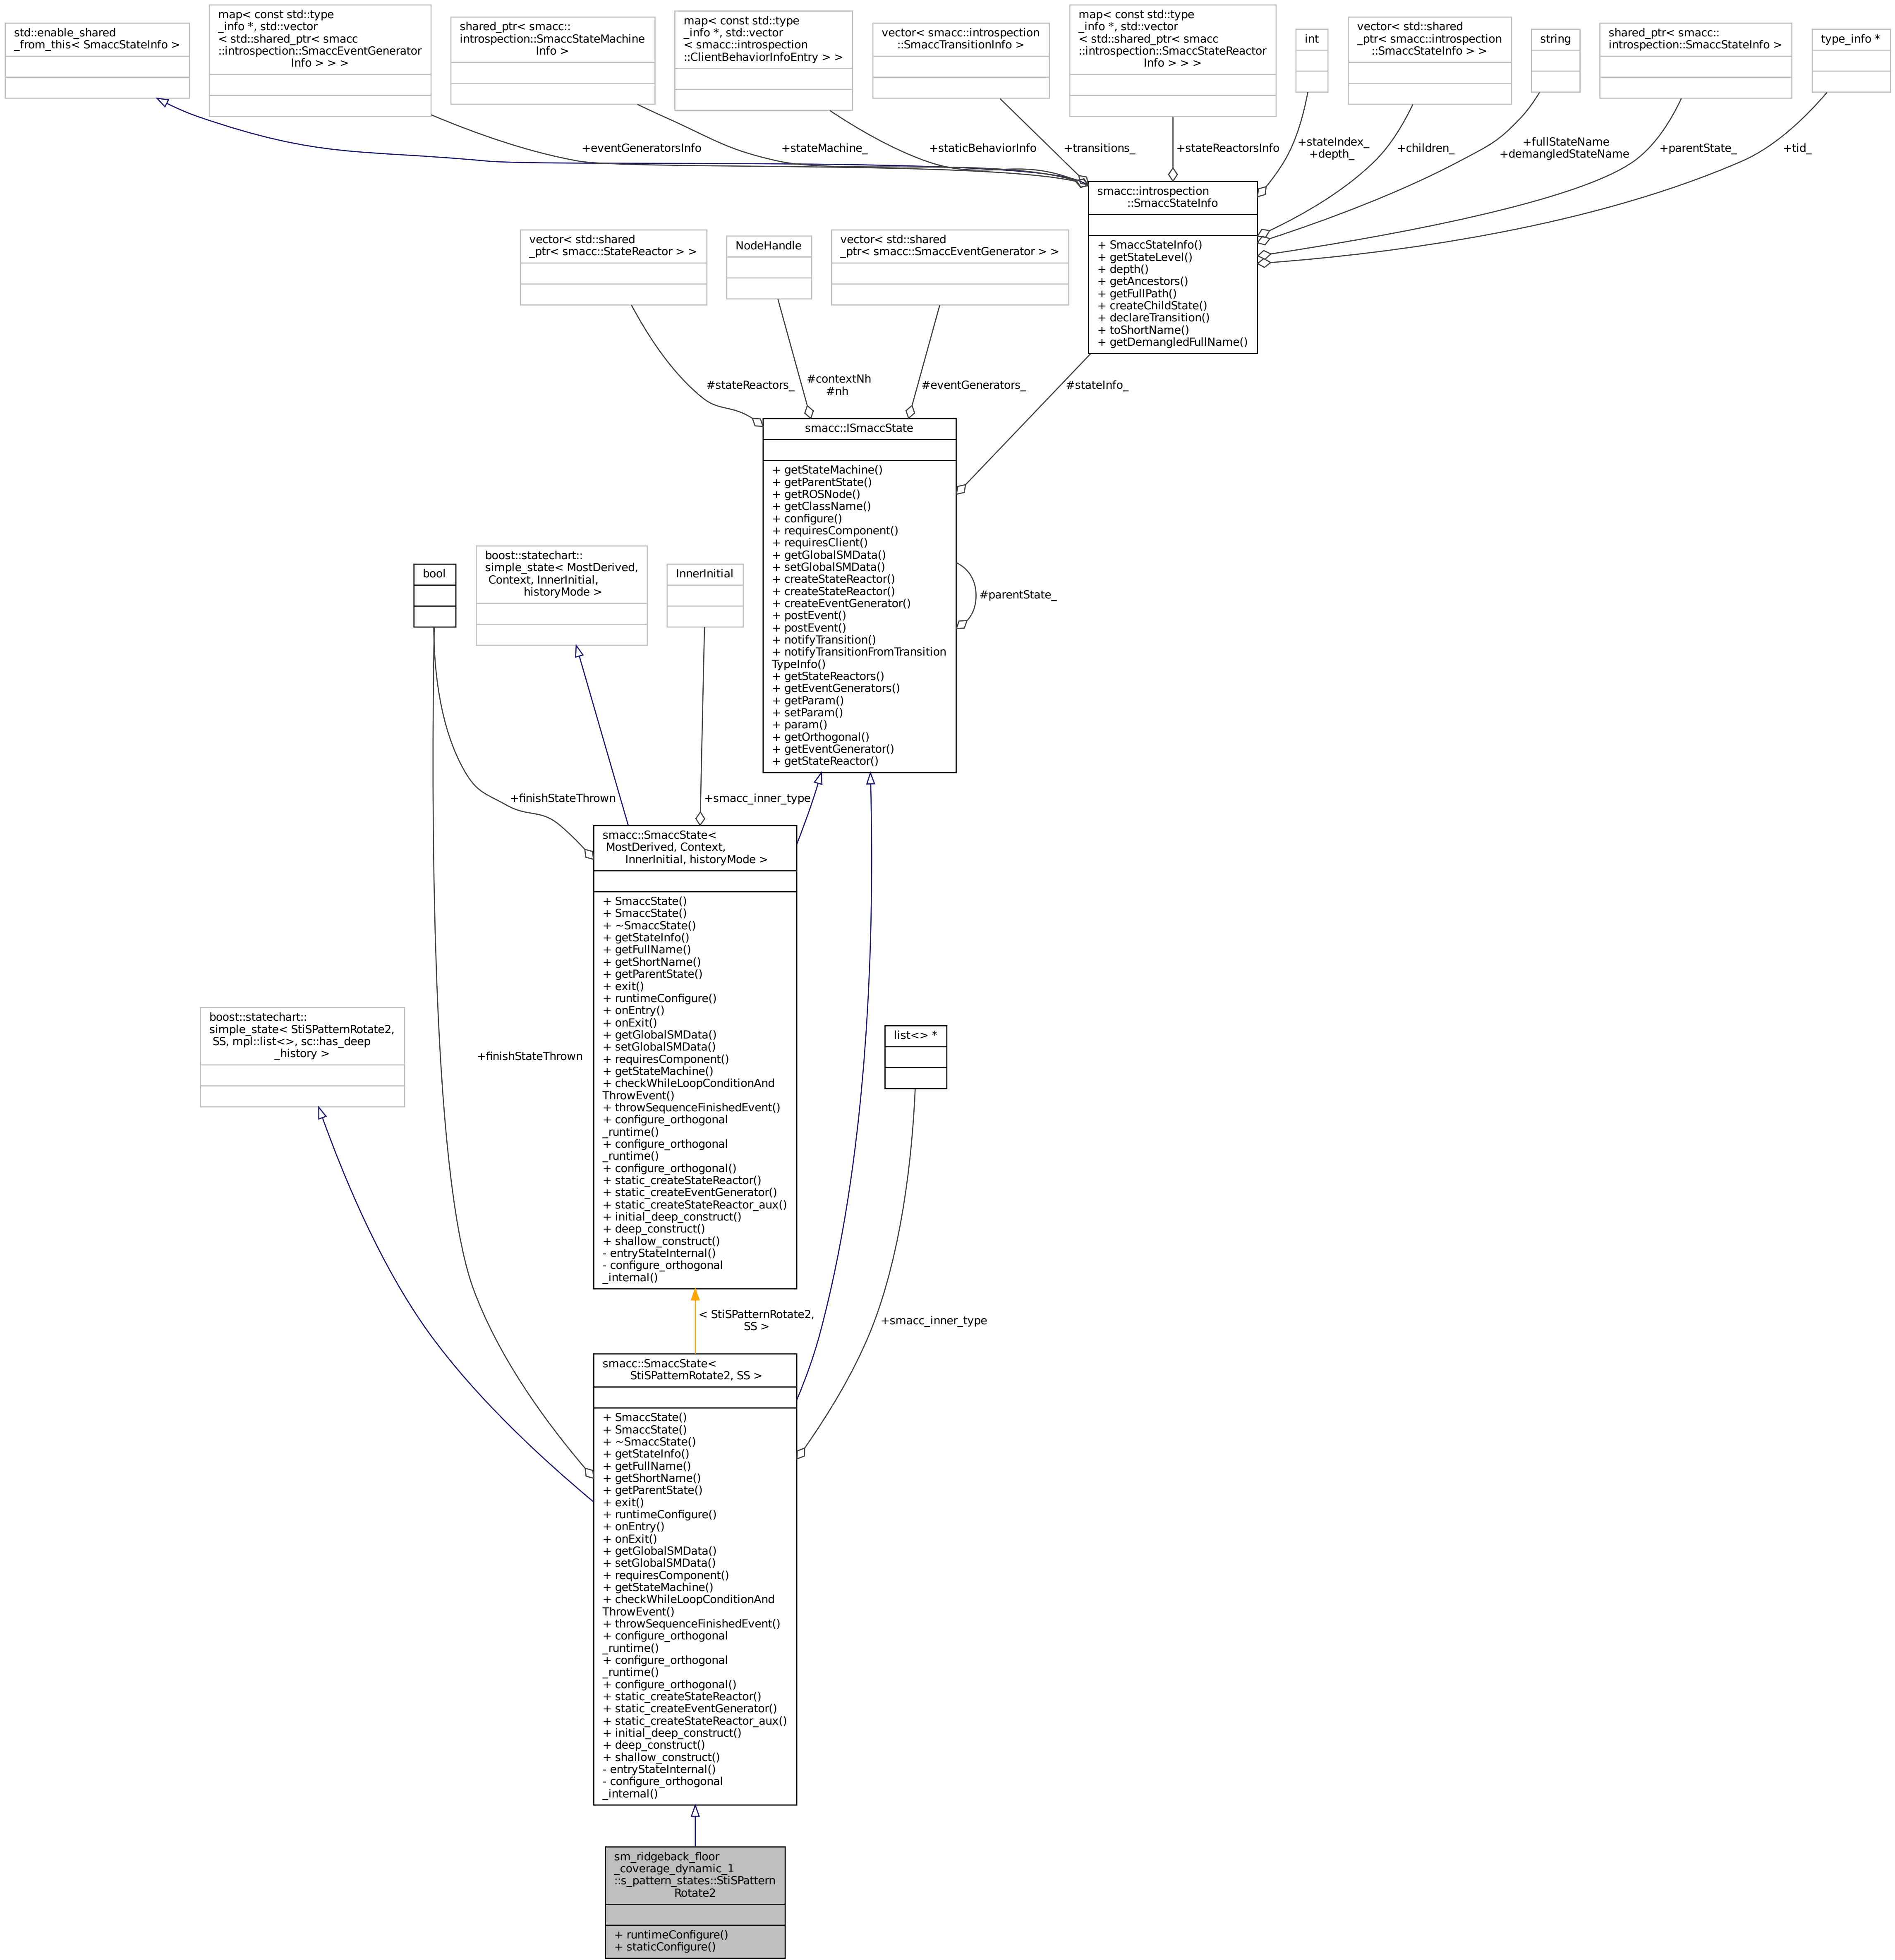 std::enable_shared
_from_this< SmaccStateInfo >
map< const std::type
_info *, std::vector
< std::shared_ptr< smacc
::introspection::SmaccEventGenerator
Info > > >
shared_ptr< smacc::
introspection::SmaccStateMachine
Info >
map< const std::type
_info *, std::vector
< smacc::introspection
::ClientBehaviorInfoEntry > >
vector< smacc::introspection
::SmaccTransitionInfo >
map< const std::type
_info *, std::vector
< std::shared_ptr< smacc
::introspection::SmaccStateReactor
Info > > >
int
vector< std::shared
_ptr< smacc::introspection
::SmaccStateInfo > >
string
shared_ptr< smacc::
introspection::SmaccStateInfo >
type_info *
+eventGeneratorsInfo
+stateMachine_
+staticBehaviorInfo
+transitions_
+stateReactorsInfo
+stateIndex_
+depth_
+children_
+fullStateName
+demangledStateName
+parentState_
+tid_
smacc::introspection
::SmaccStateInfo
+ SmaccStateInfo()
+ getStateLevel()
+ depth()
+ getAncestors()
+ getFullPath()
+ createChildState()
+ declareTransition()
+ toShortName()
+ getDemangledFullName()
vector< std::shared
_ptr< smacc::StateReactor > >
NodeHandle
vector< std::shared
_ptr< smacc::SmaccEventGenerator > >
#stateReactors_
#contextNh
#nh
#eventGenerators_
#stateInfo_
smacc::ISmaccState
+ getStateMachine()
+ getParentState()
+ getROSNode()
+ getClassName()
+ configure()
+ requiresComponent()
+ requiresClient()
+ getGlobalSMData()
+ setGlobalSMData()
+ createStateReactor()
+ createStateReactor()
+ createEventGenerator()
+ postEvent()
+ postEvent()
+ notifyTransition()
+ notifyTransitionFromTransition
TypeInfo()
+ getStateReactors()
+ getEventGenerators()
+ getParam()
+ setParam()
+ param()
+ getOrthogonal()
+ getEventGenerator()
+ getStateReactor()
#parentState_
bool
boost::statechart::
simple_state< MostDerived,
Context, InnerInitial,
historyMode >
InnerInitial
+finishStateThrown
+smacc_inner_type
smacc::SmaccState<
MostDerived, Context,
InnerInitial, historyMode >
+ SmaccState()
+ SmaccState()
+ ~SmaccState()
+ getStateInfo()
+ getFullName()
+ getShortName()
+ getParentState()
+ exit()
+ runtimeConfigure()
+ onEntry()
+ onExit()
+ getGlobalSMData()
+ setGlobalSMData()
+ requiresComponent()
+ getStateMachine()
+ checkWhileLoopConditionAnd
ThrowEvent()
+ throwSequenceFinishedEvent()
+ configure_orthogonal
_runtime()
+ configure_orthogonal
_runtime()
+ configure_orthogonal()
+ static_createStateReactor()
+ static_createEventGenerator()
+ static_createStateReactor_aux()
+ initial_deep_construct()
+ deep_construct()
+ shallow_construct()
- entryStateInternal()
- configure_orthogonal
_internal()
boost::statechart::
simple_state< StiSPatternRotate2,
SS, mpl::list<>, sc::has_deep
_history >
+finishStateThrown
list<> *
< StiSPatternRotate2,
SS >
+smacc_inner_type
smacc::SmaccState<
StiSPatternRotate2, SS >
+ SmaccState()
+ SmaccState()
+ ~SmaccState()
+ getStateInfo()
+ getFullName()
+ getShortName()
+ getParentState()
+ exit()
+ runtimeConfigure()
+ onEntry()
+ onExit()
+ getGlobalSMData()
+ setGlobalSMData()
+ requiresComponent()
+ getStateMachine()
+ checkWhileLoopConditionAnd
ThrowEvent()
+ throwSequenceFinishedEvent()
+ configure_orthogonal
_runtime()
+ configure_orthogonal
_runtime()
+ configure_orthogonal()
+ static_createStateReactor()
+ static_createEventGenerator()
+ static_createStateReactor_aux()
+ initial_deep_construct()
+ deep_construct()
+ shallow_construct()
- entryStateInternal()
- configure_orthogonal
_internal()
sm_ridgeback_floor
_coverage_dynamic_1
::s_pattern_states::StiSPattern
Rotate2
+ runtimeConfigure()
+ staticConfigure()